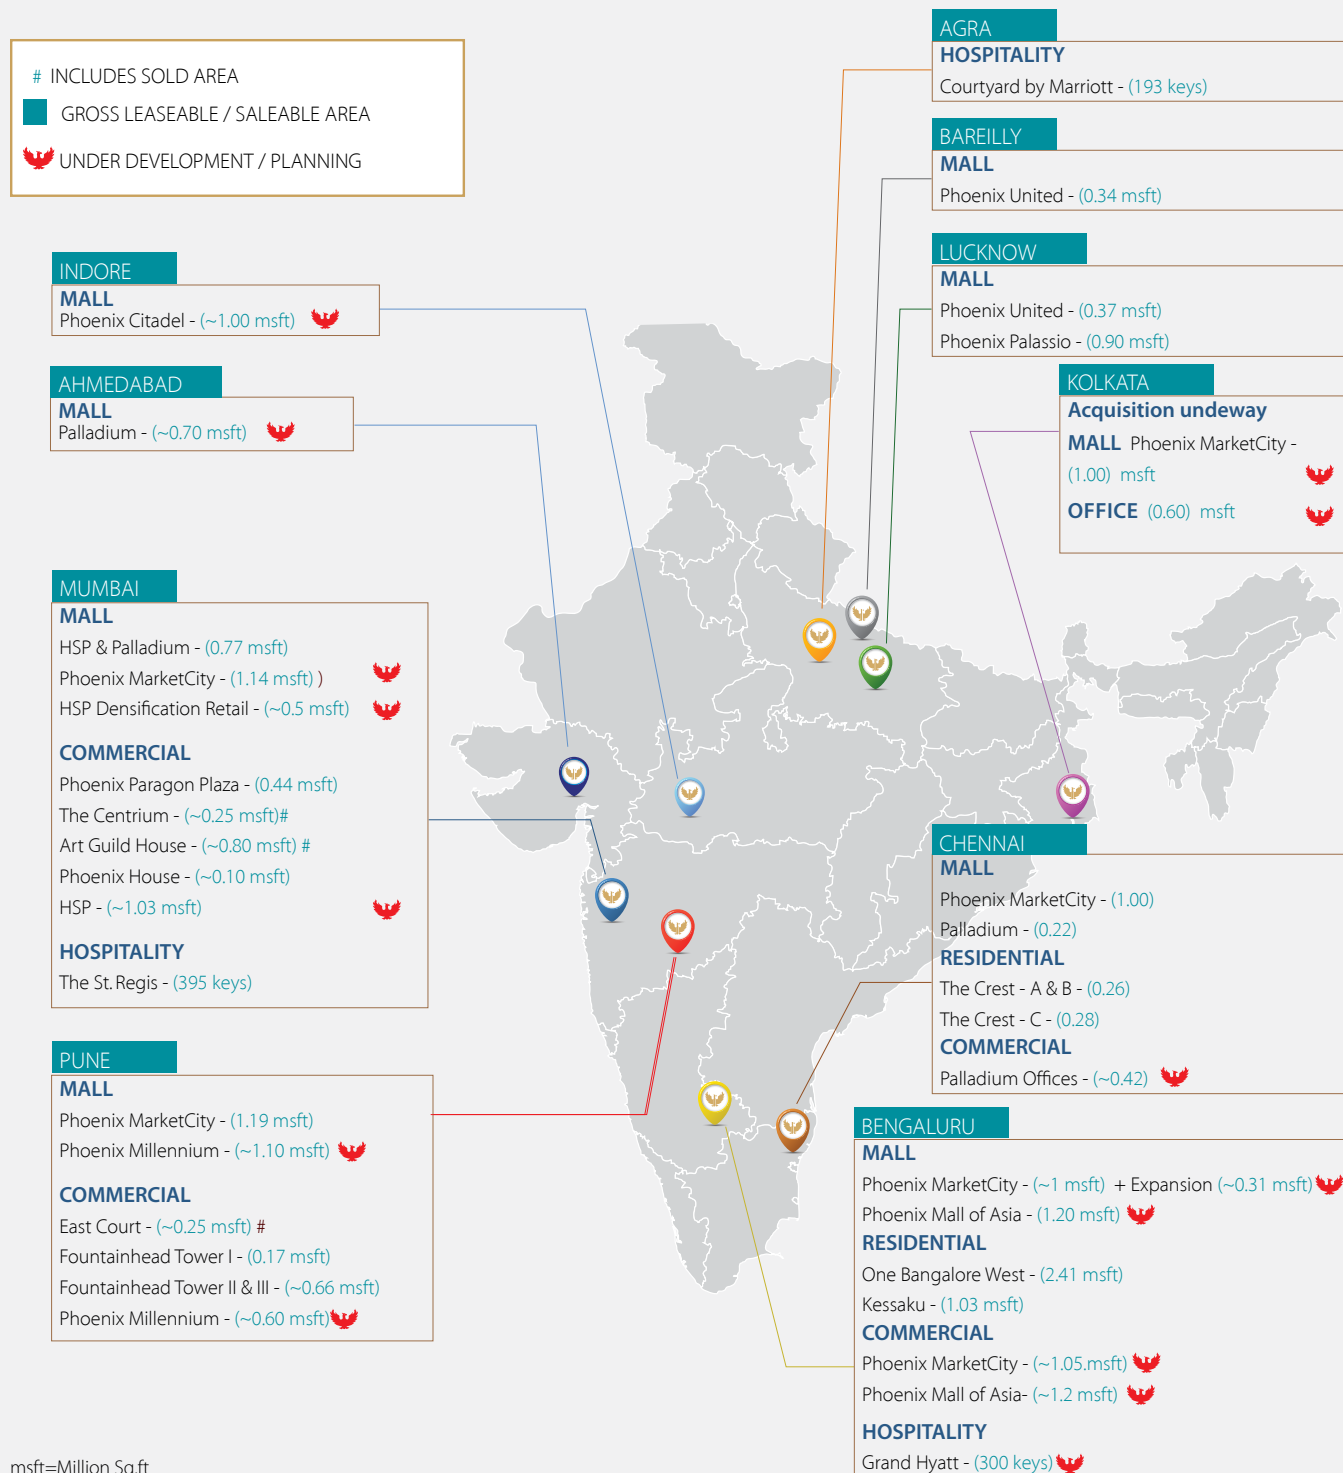 # INCLUDES SOLD AREA
GROSS LEASEABLE / SALEABLE AREA
UNDER DEVELOPMENT / PLANNING
INDORE
MALL
Phoenix Citadel - (~1.00 msft)
AHMEDABAD
MALL
Palladium - (~0.70 msft)
MUMBAI
MALL
HSP & Palladium - (0.77 msft)
Phoenix MarketCity - (1.14 msft) )
HSP Densification Retail - (~0.5 msft)
COMMERCIAL
Phoenix Paragon Plaza - (0.44 msft)
The Centrium - (~0.25 msft)#
Art Guild House - (~0.80 msft) #
Phoenix House - (~0.10 msft)
HSP - (~1.03 msft)
HOSPITALITY
The St. Regis - (395 keys)
PUNE
MALL
Phoenix MarketCity - (1.19 msft)
Phoenix Millennium - (~1.10 msft)
COMMERCIAL
East Court - (~0.25 msft) #
Fountainhead Tower I - (0.17 msft)
Fountainhead Tower II & III - (~0.66 msft)
Phoenix Millennium - (~0.60 msft)
msft=Million Sq.ft
AGRA
HOSPITALITY
Courtyard by Marriott - (193 keys)
BAREILLY
MALL
Phoenix United - (0.34 msft)
LUCKNOW
MALL
Phoenix United - (0.37 msft)
Phoenix Palassio - (0.90 msft)
KOLKATA
Acquisition undeway
MALL Phoenix MarketCity -
(1.00) msft
OFFICE (0.60) msft
CHENNAI
MALL
Phoenix MarketCity - (1.00)
Palladium - (0.22)
RESIDENTIAL
The Crest - A & B - (0.26)
The Crest - C - (0.28)
COMMERCIAL
Palladium Offices - (~0.42)
BENGALURU
MALL
Phoenix MarketCity - (~1 msft) + Expansion (~0.31 msft)
Phoenix Mall of Asia - (1.20 msft)
RESIDENTIAL
One Bangalore West - (2.41 msft)
Kessaku - (1.03 msft)
COMMERCIAL
Phoenix MarketCity - (~1.05.msft)
Phoenix Mall of Asia- (~1.2 msft)
HOSPITALITY
Grand Hyatt - (300 keys)